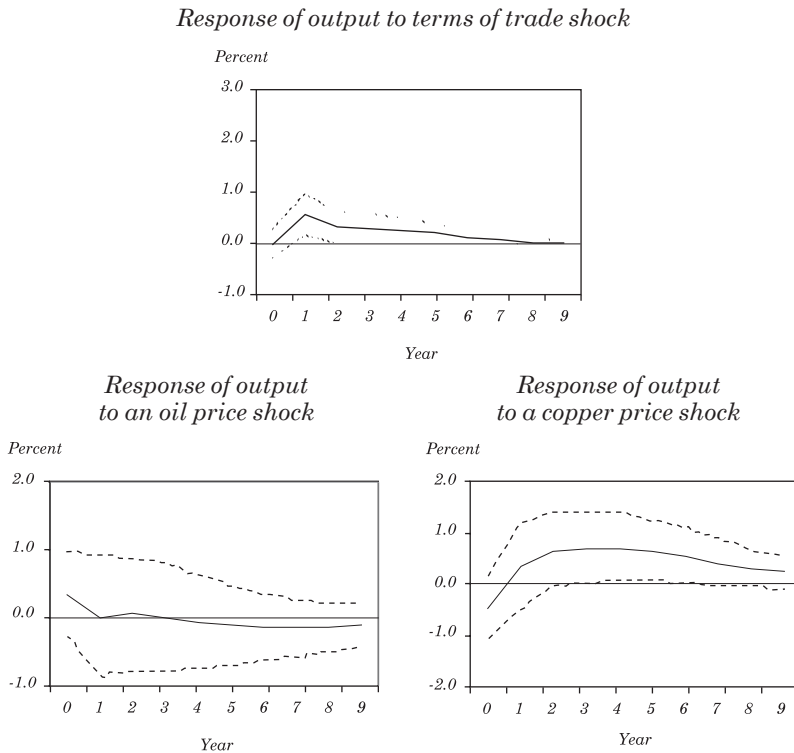 Response of output to terms of trade shock
Percent
3.0
2.0
1.0
0.0
-1.0
0 1 2 3 4 5 6 7 8 9
Year
Response of output
to an oil price shock
Percent
2.0
1.0
0.0
-1.0
0 1 2 3 4 5 6 7 8 9
Year
Response of output
to a copper price shock
Percent
2.0
1.0
0.0
-1.0
-2.0
0 1 2 3 4 5 6 7 8 9
Year